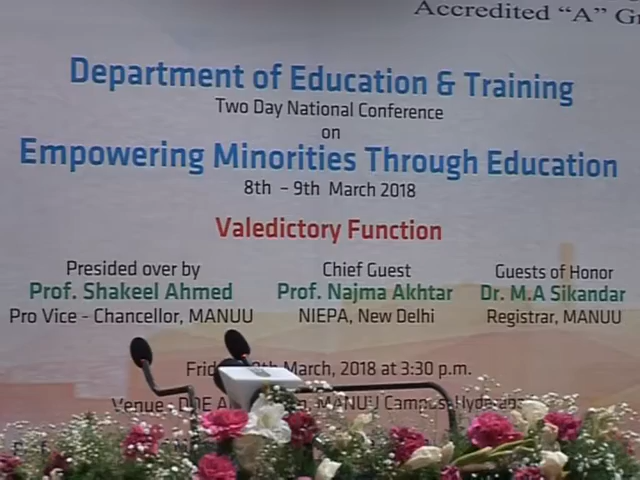 Accredited “A”
Department of Education & Training
Two Day National Conference
on
Empowering Minorities Through Education
8th - 9th March 2018
Valedictory Function
Presided over by Chief Guest Guests of Honor
Prof. Shakeel Ahmed Prof. Najma Akhtar Dr. M.A Sikandar
Pro Vice - Chancellor, MANUU NIEPA, New Delhi Registrar, MANUU
March, 2018 at 3:30 p.m.
Venue MANUU Campus